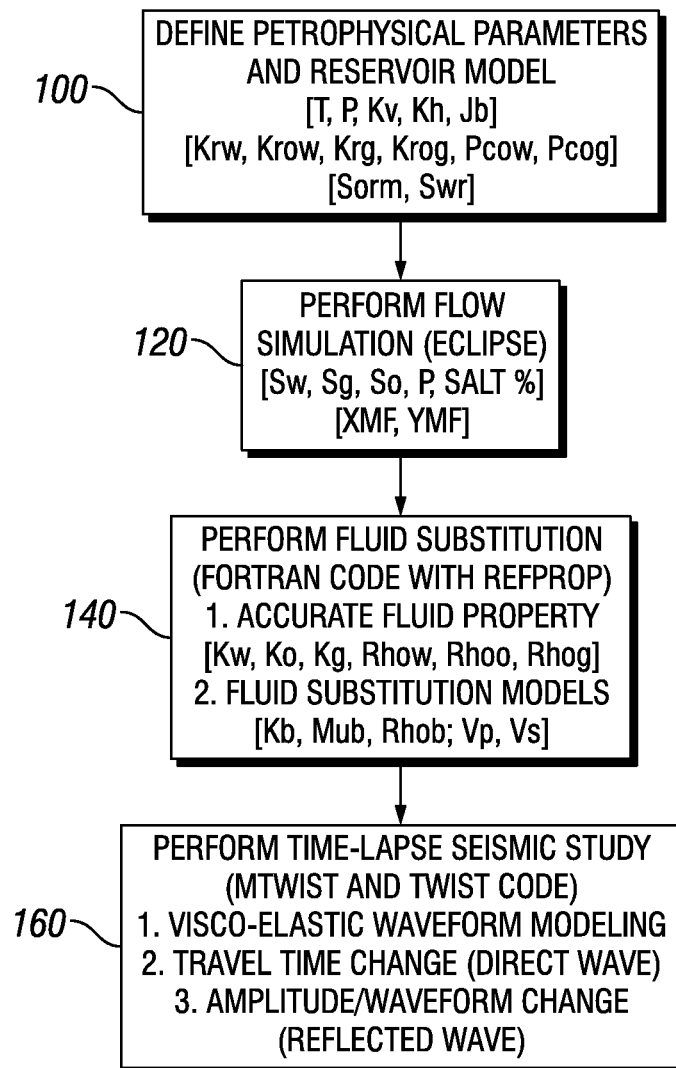 100
DEFINE PETROPHYSICAL PARAMETERS
AND RESERVOIR MODEL
[T, P, Kv, Kh, Jb]
[Krw, Krow, Krg, Krog, Pcow, Pcog]
[Sorm, Swr]
120
PERFORM FLOW
SIMULATION (ECLIPSE)
[Sw, Sg, So, P, SALT %]
[XMF, YMF]
140
PERFORM FLUID SUBSTITUTION
(FORTRAN CODE WITH REFPROP)
1. ACCURATE FLUID PROPERTY
[Kw, Ko, Kg, Rhow, Rhoo, Rhog]
2. FLUID SUBSTITUTION MODELS
[Kb, Mub, Rhob; Vp, Vs]
160
PERFORM TIME-LAPSE SEISMIC STUDY
(MTWIST AND TWIST CODE)
1. VISCO-ELASTIC WAVEFORM MODELING
2. TRAVEL TIME CHANGE (DIRECT WAVE)
3. AMPLITUDE/WAVEFORM CHANGE
(REFLECTED WAVE)